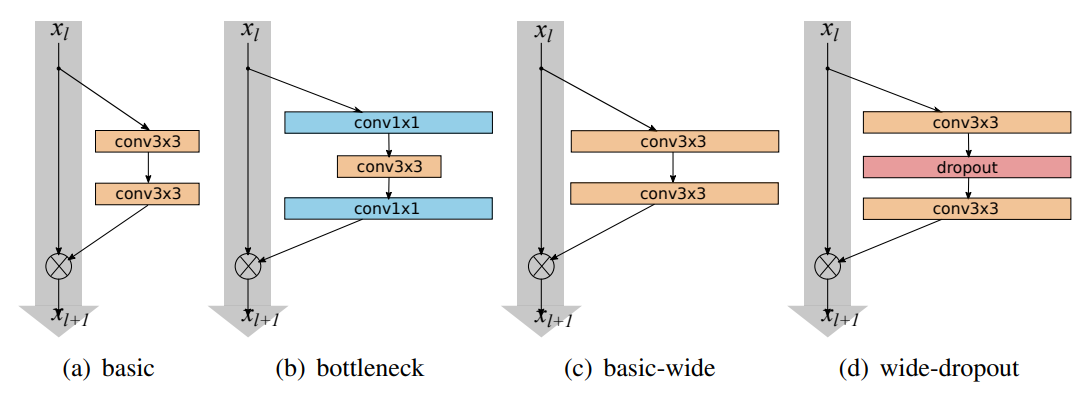 x_l
conv3x3
conv3x3
x_{l+1}
(a) basic
x_l
conv1x1
conv3x3
conv1x1
x_{l+1}
(b) bottleneck
x_l
conv3x3
conv3x3
x_{l+1}
(c) basic-wide
x_l
conv3x3
dropout
conv3x3
x_{l+1}
(d) wide-dropout